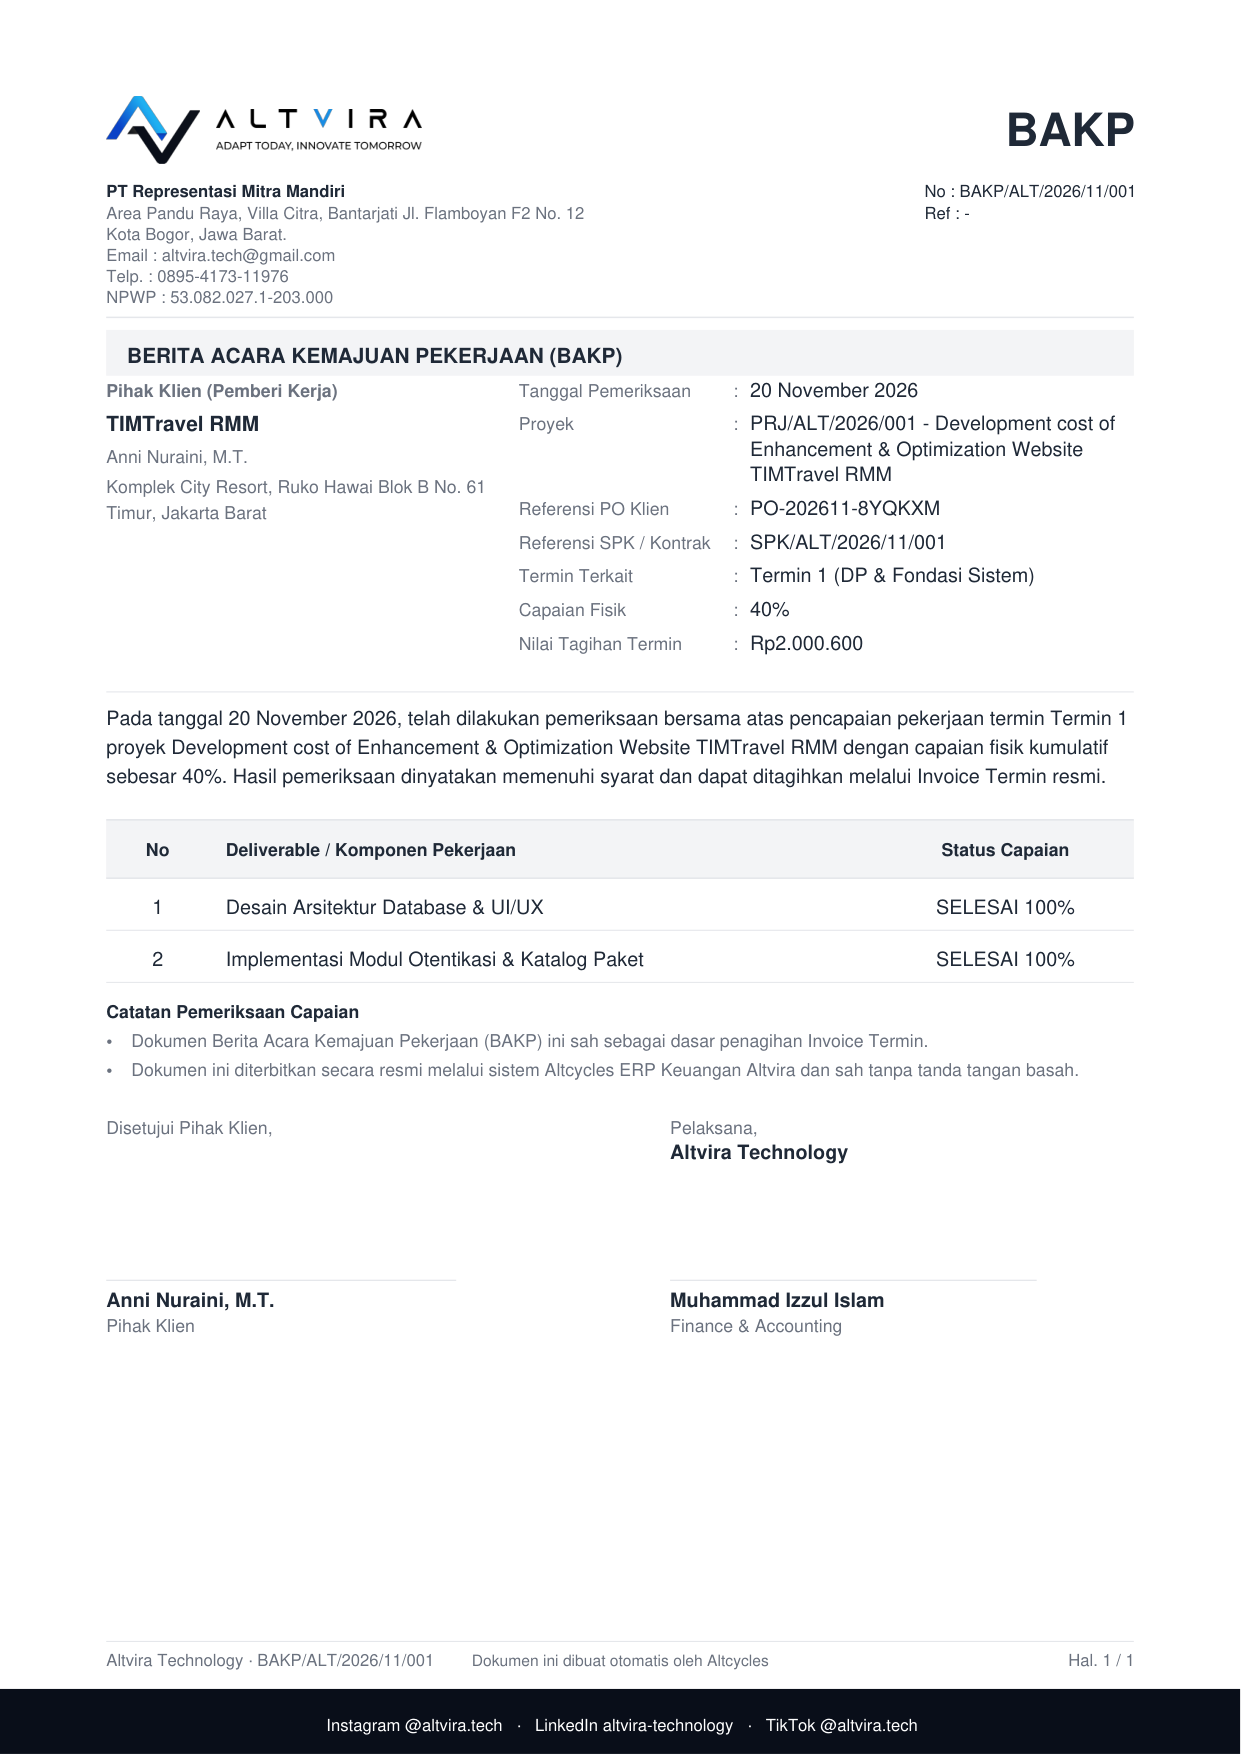 ALTVIRA
ADAPT TODAY, INNOVATE TOMORROW
BAKP
PT Representasi Mitra Mandiri
Area Pandu Raya, Villa Citra, Bantarjati Jl. Flamboyan F2 No. 12
Kota Bogor, Jawa Barat.
Email : altvira.tech@gmail.com
Telp. : 0895-4173-11976
NPWP : 53.082.027.1-203.000
No : BAKP/ALT/2026/11/001
Ref : -
BERITA ACARA KEMAJUAN PEKERJAAN (BAKP)
Pihak Klien (Pemberi Kerja)
TIMTravel RMM
Anni Nuraini, M.T.
Komplek City Resort, Ruko Hawai Blok B No. 61
Timur, Jakarta Barat
Tanggal Pemeriksaan : 20 November 2026
Proyek : PRJ/ALT/2026/001 - Development cost of
Enhancement & Optimization Website
TIMTravel RMM
Referensi PO Klien : PO-202611-8YQKXM
Referensi SPK / Kontrak : SPK/ALT/2026/11/001
Termin Terkait : Termin 1 (DP & Fondasi Sistem)
Capaian Fisik : 40%
Nilai Tagihan Termin : Rp2.000.600
Pada tanggal 20 November 2026, telah dilakukan pemeriksaan bersama atas pencapaian pekerjaan termin Termin 1
proyek Development cost of Enhancement & Optimization Website TIMTravel RMM dengan capaian fisik kumulatif
sebesar 40%. Hasil pemeriksaan dinyatakan memenuhi syarat dan dapat ditagihkan melalui Invoice Termin resmi.
No Deliverable / Komponen Pekerjaan Status Capaian
1 Desain Arsitektur Database & UI/UX SELESAI 100%
2 Implementasi Modul Otentikasi & Katalog Paket SELESAI 100%
Catatan Pemeriksaan Capaian
• Dokumen Berita Acara Kemajuan Pekerjaan (BAKP) ini sah sebagai dasar penagihan Invoice Termin.
• Dokumen ini diterbitkan secara resmi melalui sistem Altcycles ERP Keuangan Altvira dan sah tanpa tanda tangan basah.
Disetujui Pihak Klien,
Pelaksana,
Altvira Technology
Anni Nuraini, M.T.
Pihak Klien
Muhammad Izzul Islam
Finance & Accounting
Altvira Technology · BAKP/ALT/2026/11/001 Dokumen ini dibuat otomatis oleh Altcycles Hal. 1 / 1
Instagram @altvira.tech · LinkedIn altvira-technology · TikTok @altvira.tech